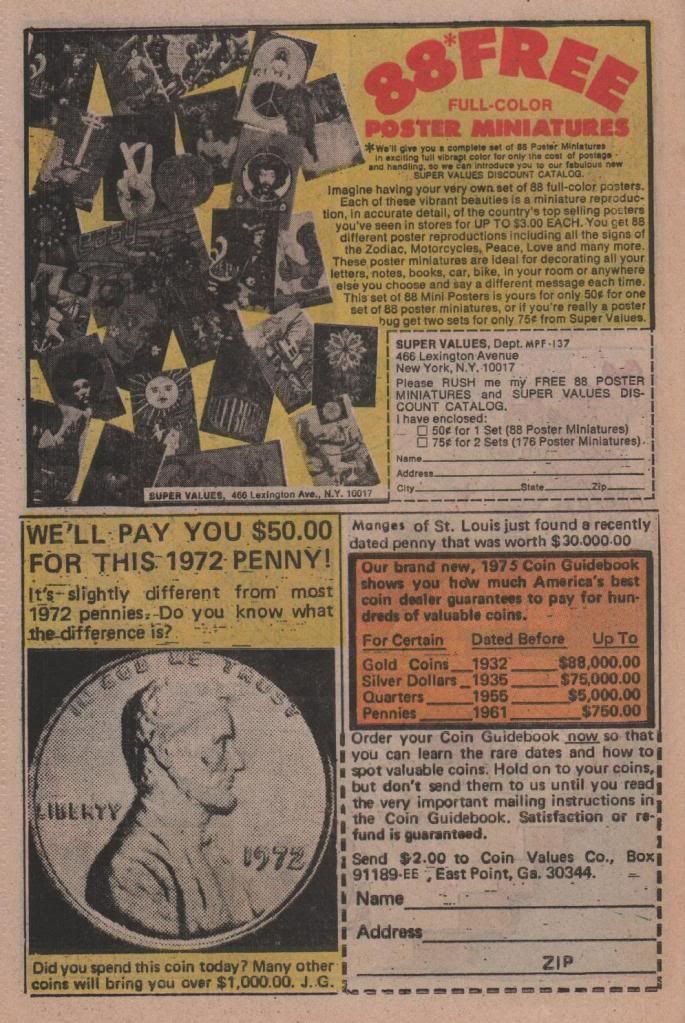 88* FREE
FULL-COLOR
POSTER MINIATURES
*We'll give you a complete set of 88 Poster Miniatures
in exciting full vibrant color for only the cost of postage
and handling, so we can introduce you to our fabulous new
SUPER VALUES DISCOUNT CATALOG.
Imagine having your very own set of 88 full-color posters.
Each of these vibrant beauties is a miniature reproduc-
tion, in accurate detail, of the country's top selling posters
you've seen in stores for UP TO $3.00 EACH. You get 88
different poster reproductions including all the signs of
the Zodiac, Motorcycles, Peace, Love and many more.
These poster miniatures are ideal for decorating all your
letters, notes, books, car, bike, in your room or anywhere
else you choose and say a different message each time.
This set of 88 Mini Posters is yours for only 50¢ for one
set of 88 poster miniatures, or if you're really a poster
bug get two sets for only 75¢ from Super Values.
SUPER VALUES, Dept. MPF-137
466 Lexington Avenue
New York, N.Y. 10017
Please RUSH me my FREE 88 POSTER
MINIATURES and SUPER VALUES DIS-
COUNT CATALOG.
I have enclosed:
50¢ for 1 Set (88 Poster Miniatures)
75¢ for 2 Sets (176 Poster Miniatures)
Name
Address
City State Zip
SUPER VALUES, 466 Lexington Ave., N.Y. 10017
WE'LL PAY YOU $50.00
FOR THIS 1972 PENNY!
It's slightly different from most
1972 pennies. Do you know what
the difference is?
IN GOD WE TRUST
LIBERTY
1972
Did you spend this coin today? Many other
coins will bring you over $1,000.00. J.G.
Manges of St. Louis just found a recently
dated penny that was worth $30.000.00
Our brand new, 1975 Coin Guidebook
shows you how much America's best
coin dealer guarantees to pay for hun-
dreds of valuable coins.
For Certain Dated Before Up To
Gold Coins 1932 $88,000.00
Silver Dollars 1935 $75,000.00
Quarters 1955 $5,000.00
Pennies 1961 $750.00
Order your Coin Guidebook now so that
you can learn the rare dates and how to
spot valuable coins. Hold on to your coins,
but don't send them to us until you read
the very important mailing instructions in
the Coin Guidebook. Satisfaction or re-
fund is guaranteed.
Send $2.00 to Coin Values Co., Box
91189-EE, East Point, Ga. 30344.
Name
Address
ZIP